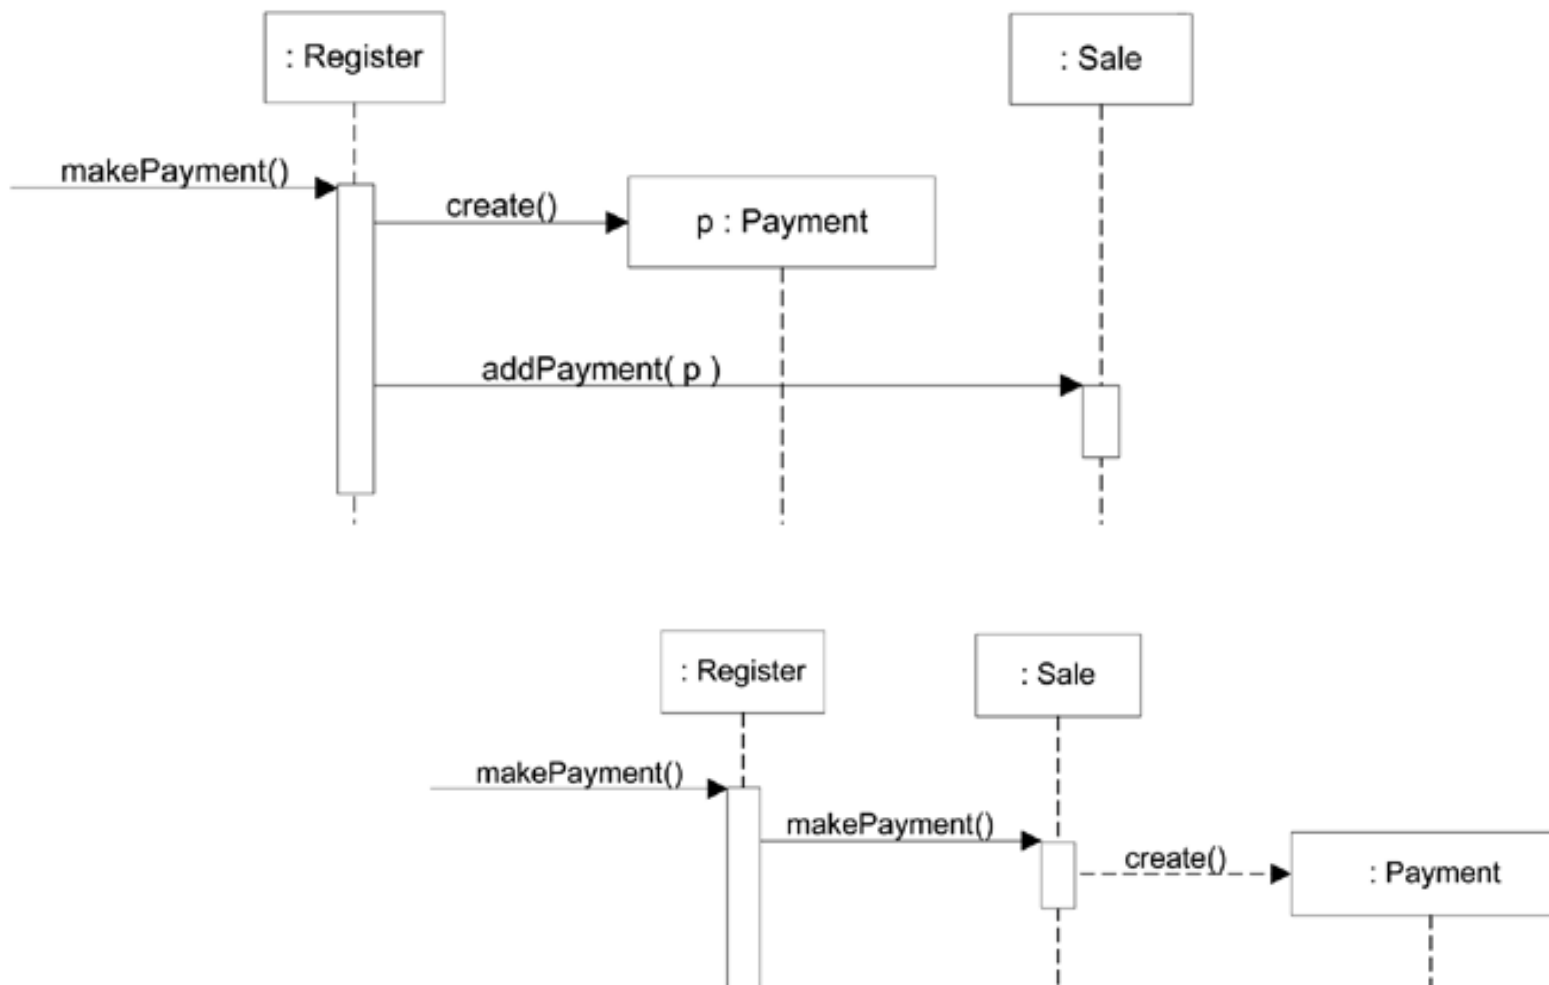 : Register
: Sale
makePayment()
create()
p : Payment
addPayment( p )
: Register
: Sale
makePayment()
makePayment()
create()
: Payment